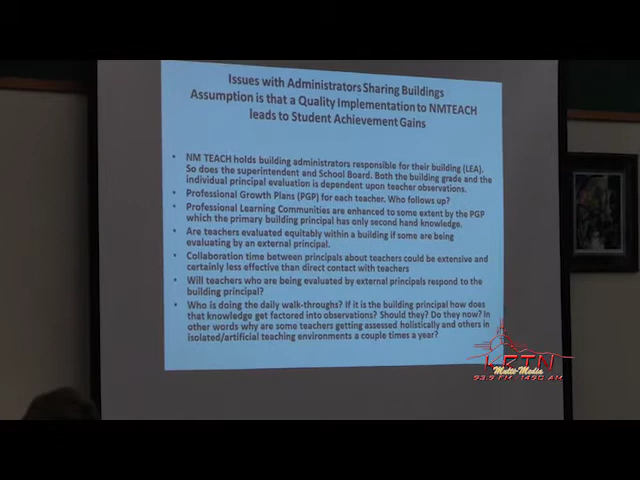 Issues with Administrators Sharing Buildings
Assumption is that a Quality Implementation to NMTEACH
leads to Student Achievement Gains
• NM TEACH holds building administrators responsible for their building (LEA).
So does the superintendent and School Board. Both the building grade and the
individual principal evaluation is dependent upon teacher observations.
• Professional Growth Plans (PGP) for each teacher. Who follows up?
• Professional Learning Communities are enhanced to some extent by the PGP
which the primary building principal has only second hand knowledge.
• Are teachers evaluated equitably within a building if some are being
evaluating by an external principal.
• Collaboration time between principals about teachers could be extensive and
certainly less effective than direct contact with teachers
• Will teachers who are being evaluated by external principals respond to the
building principal?
• Who is doing the daily walk-throughs? If it is the building principal how does
that knowledge get factored into observations? Should they? Do they now? In
other words why are some teachers getting assessed holistically and others in
isolated/artificial teaching environments a couple times a year?
LRTN
Multi-Media
93.9 FM 1490 AM